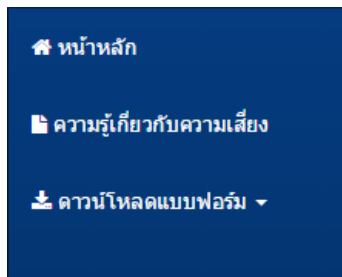 หน้าหลัก
ความรู้เกี่ยวกับความเสี่ยง
ดาวน์โหลดแบบฟอร์ม